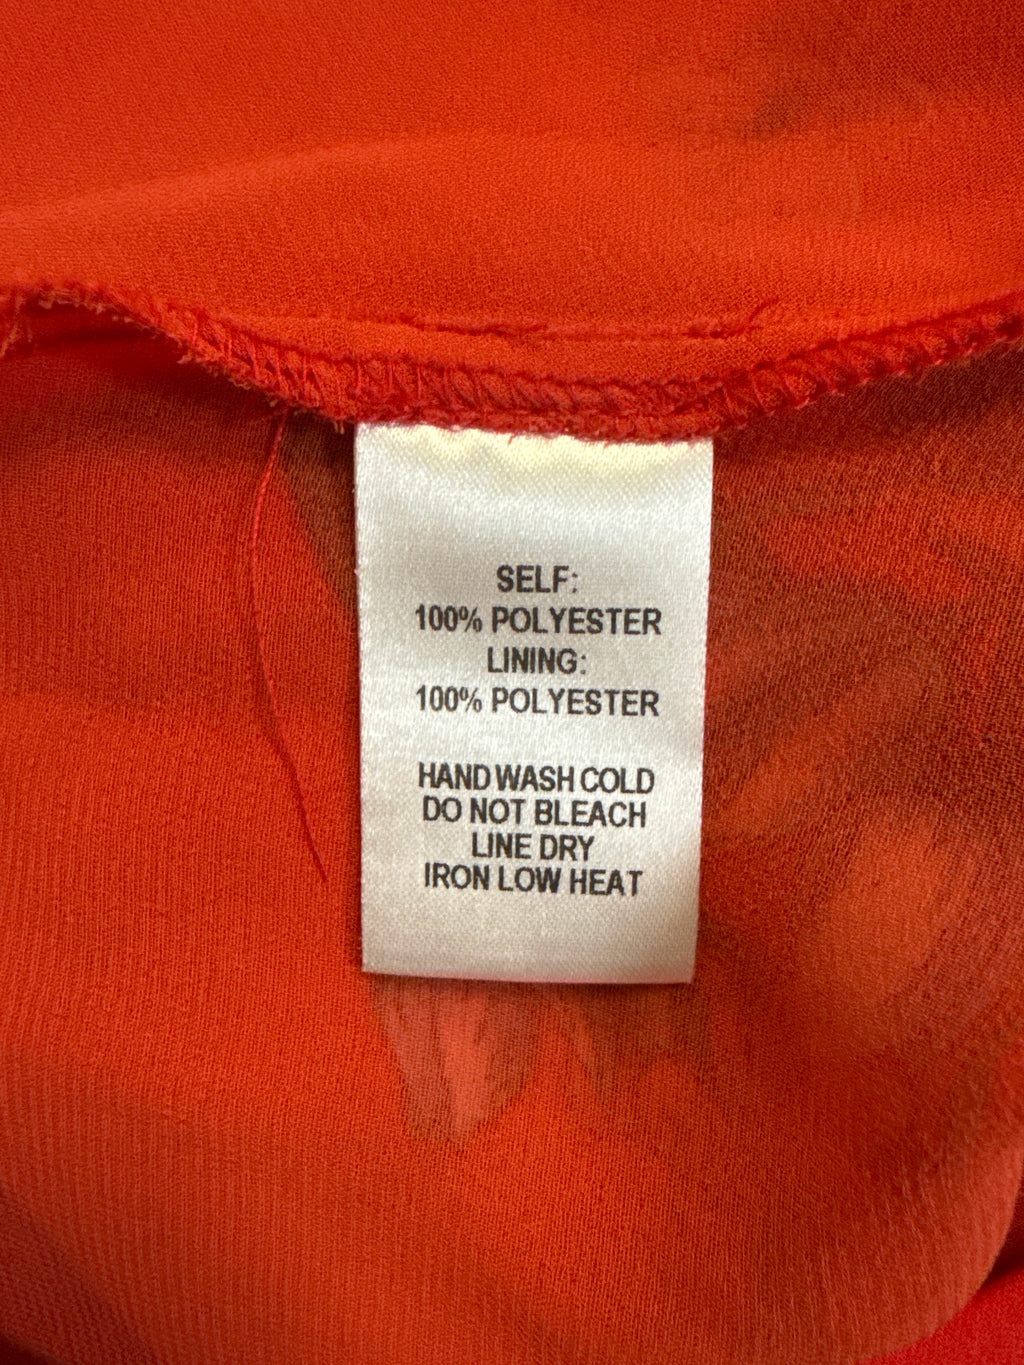 SELF:
100% POLYESTER
LINING:
100% POLYESTER
HAND WASH COLD
DO NOT BLEACH
LINE DRY
IRON LOW HEAT